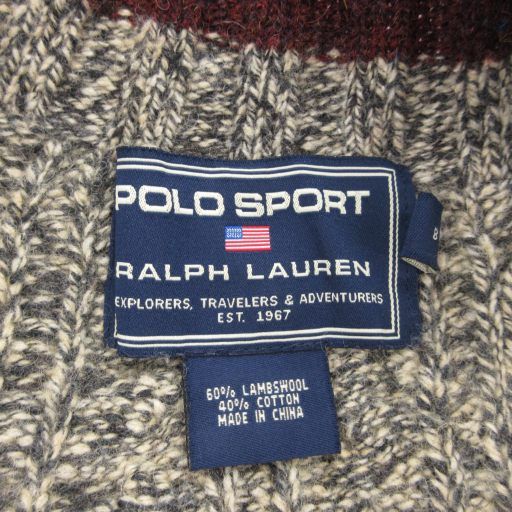 POLO SPORT
RALPH LAUREN
EXPLORERS, TRAVELERS & ADVENTURERS
EST. 1967
60% LAMBSWOOL
40% COTTON
MADE IN CHINA